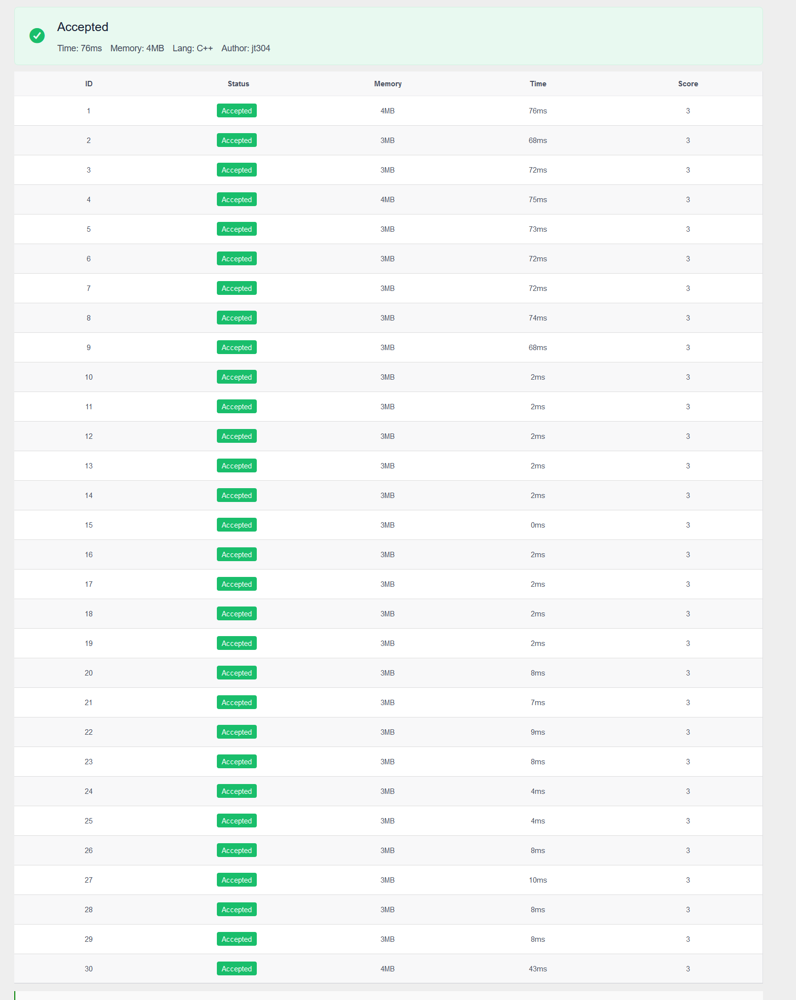 Accepted
Time: 76ms Memory: 4MB Lang: C++ Author: jt304
ID Status Memory Time Score
1 Accepted 4MB 76ms 3
2 Accepted 3MB 68ms 3
3 Accepted 3MB 72ms 3
4 Accepted 4MB 75ms 3
5 Accepted 3MB 73ms 3
6 Accepted 3MB 72ms 3
7 Accepted 3MB 72ms 3
8 Accepted 3MB 74ms 3
9 Accepted 3MB 68ms 3
10 Accepted 3MB 2ms 3
11 Accepted 3MB 2ms 3
12 Accepted 3MB 2ms 3
13 Accepted 3MB 2ms 3
14 Accepted 3MB 2ms 3
15 Accepted 3MB 0ms 3
16 Accepted 3MB 2ms 3
17 Accepted 3MB 2ms 3
18 Accepted 3MB 2ms 3
19 Accepted 3MB 2ms 3
20 Accepted 3MB 8ms 3
21 Accepted 3MB 7ms 3
22 Accepted 3MB 9ms 3
23 Accepted 3MB 8ms 3
24 Accepted 3MB 4ms 3
25 Accepted 3MB 4ms 3
26 Accepted 3MB 8ms 3
27 Accepted 3MB 10ms 3
28 Accepted 3MB 8ms 3
29 Accepted 3MB 8ms 3
30 Accepted 4MB 43ms 3